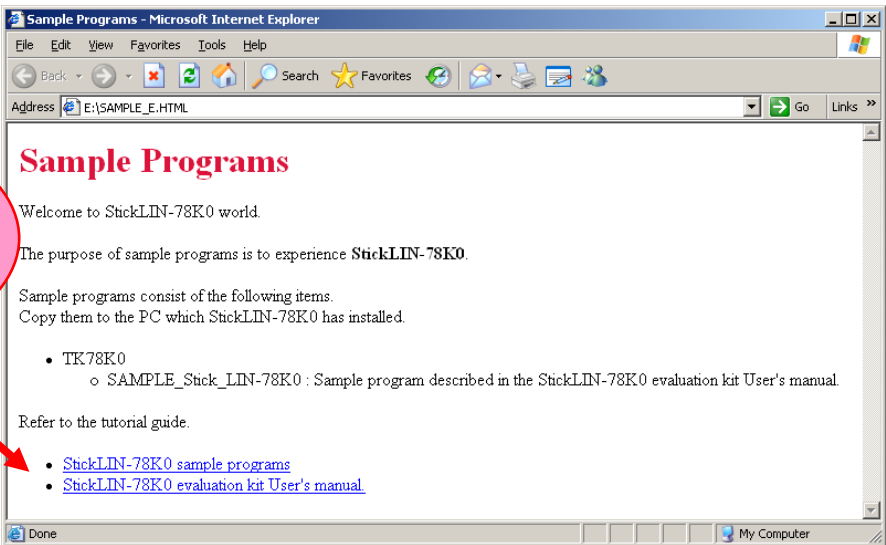 Sample Programs - Microsoft Internet Explorer
File Edit View Favorites Tools Help
Back Search Favorites
Address E:\SAMPLE_E.HTML Go Links »
Sample Programs
Welcome to StickLIN-78K0 world.
The purpose of sample programs is to experience StickLIN-78K0.
Sample programs consist of the following items.
Copy them to the PC which StickLIN-78K0 has installed.
• TK78K0
o SAMPLE_Stick_LIN-78K0 : Sample program described in the StickLIN-78K0 evaluation kit User's manual.
Refer to the tutorial guide.
• StickLIN-78K0 sample programs
• StickLIN-78K0 evaluation kit User's manual.
Done My Computer